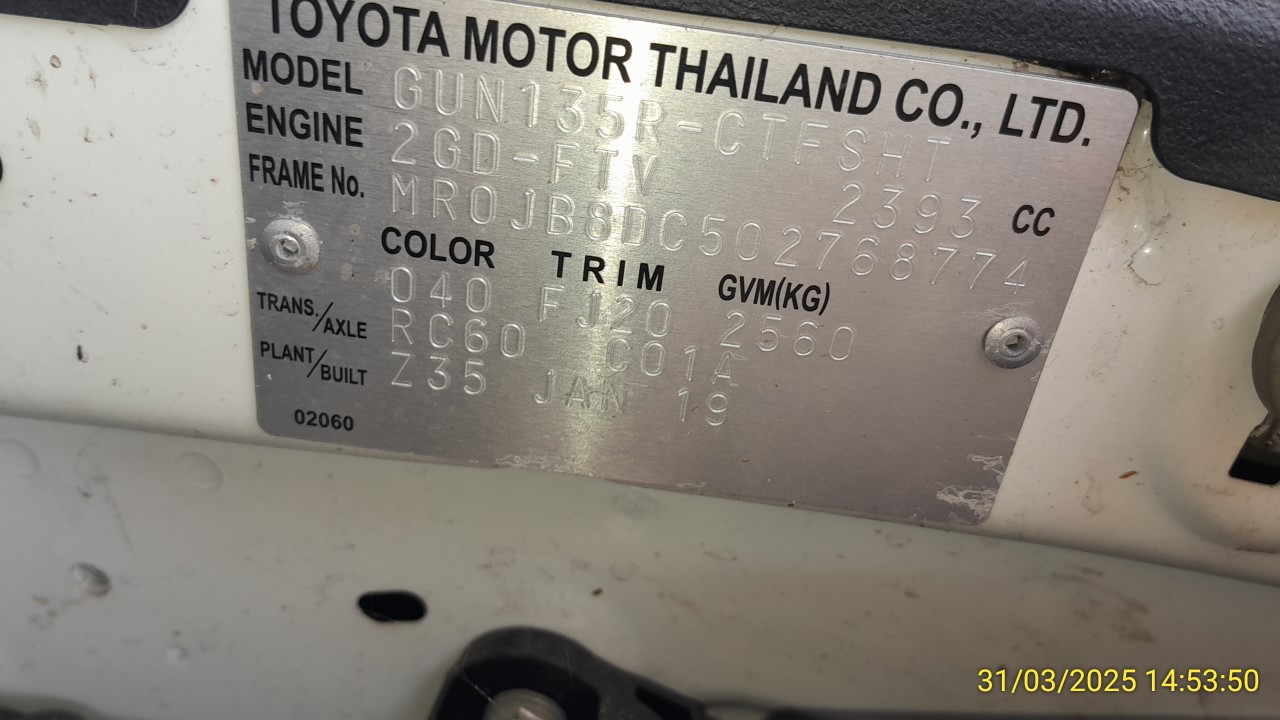 TOYOTA MOTOR THAILAND CO., LTD.
MODEL GUN135R-CTFSHT
ENGINE 2GD-FTV 2393 CC
FRAME No. MR0JB8DC502768774
COLOR TRIM GVM(KG)
040 FJ20 2560
TRANS./AXLE RC60 C01A
PLANT/BUILT Z35 JAN 19
02060
31/03/2025 14:53:50